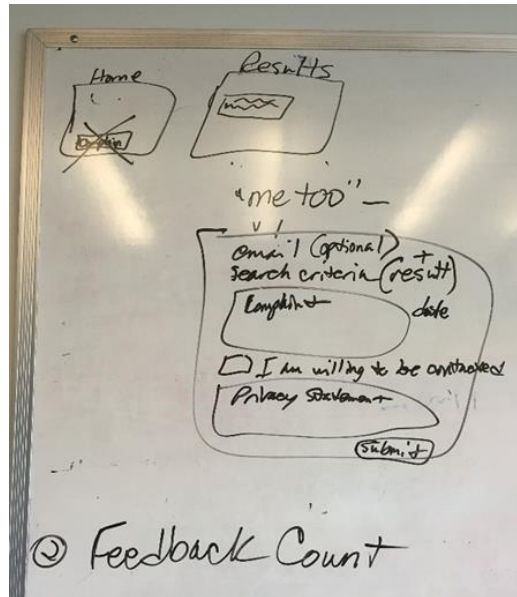 Home
Results
Complain
"me too" –
email (optional)
Search criteria (result)
+
Complaint
date
I am willing to be contacted
Privacy Statement
Submit
② Feedback Count